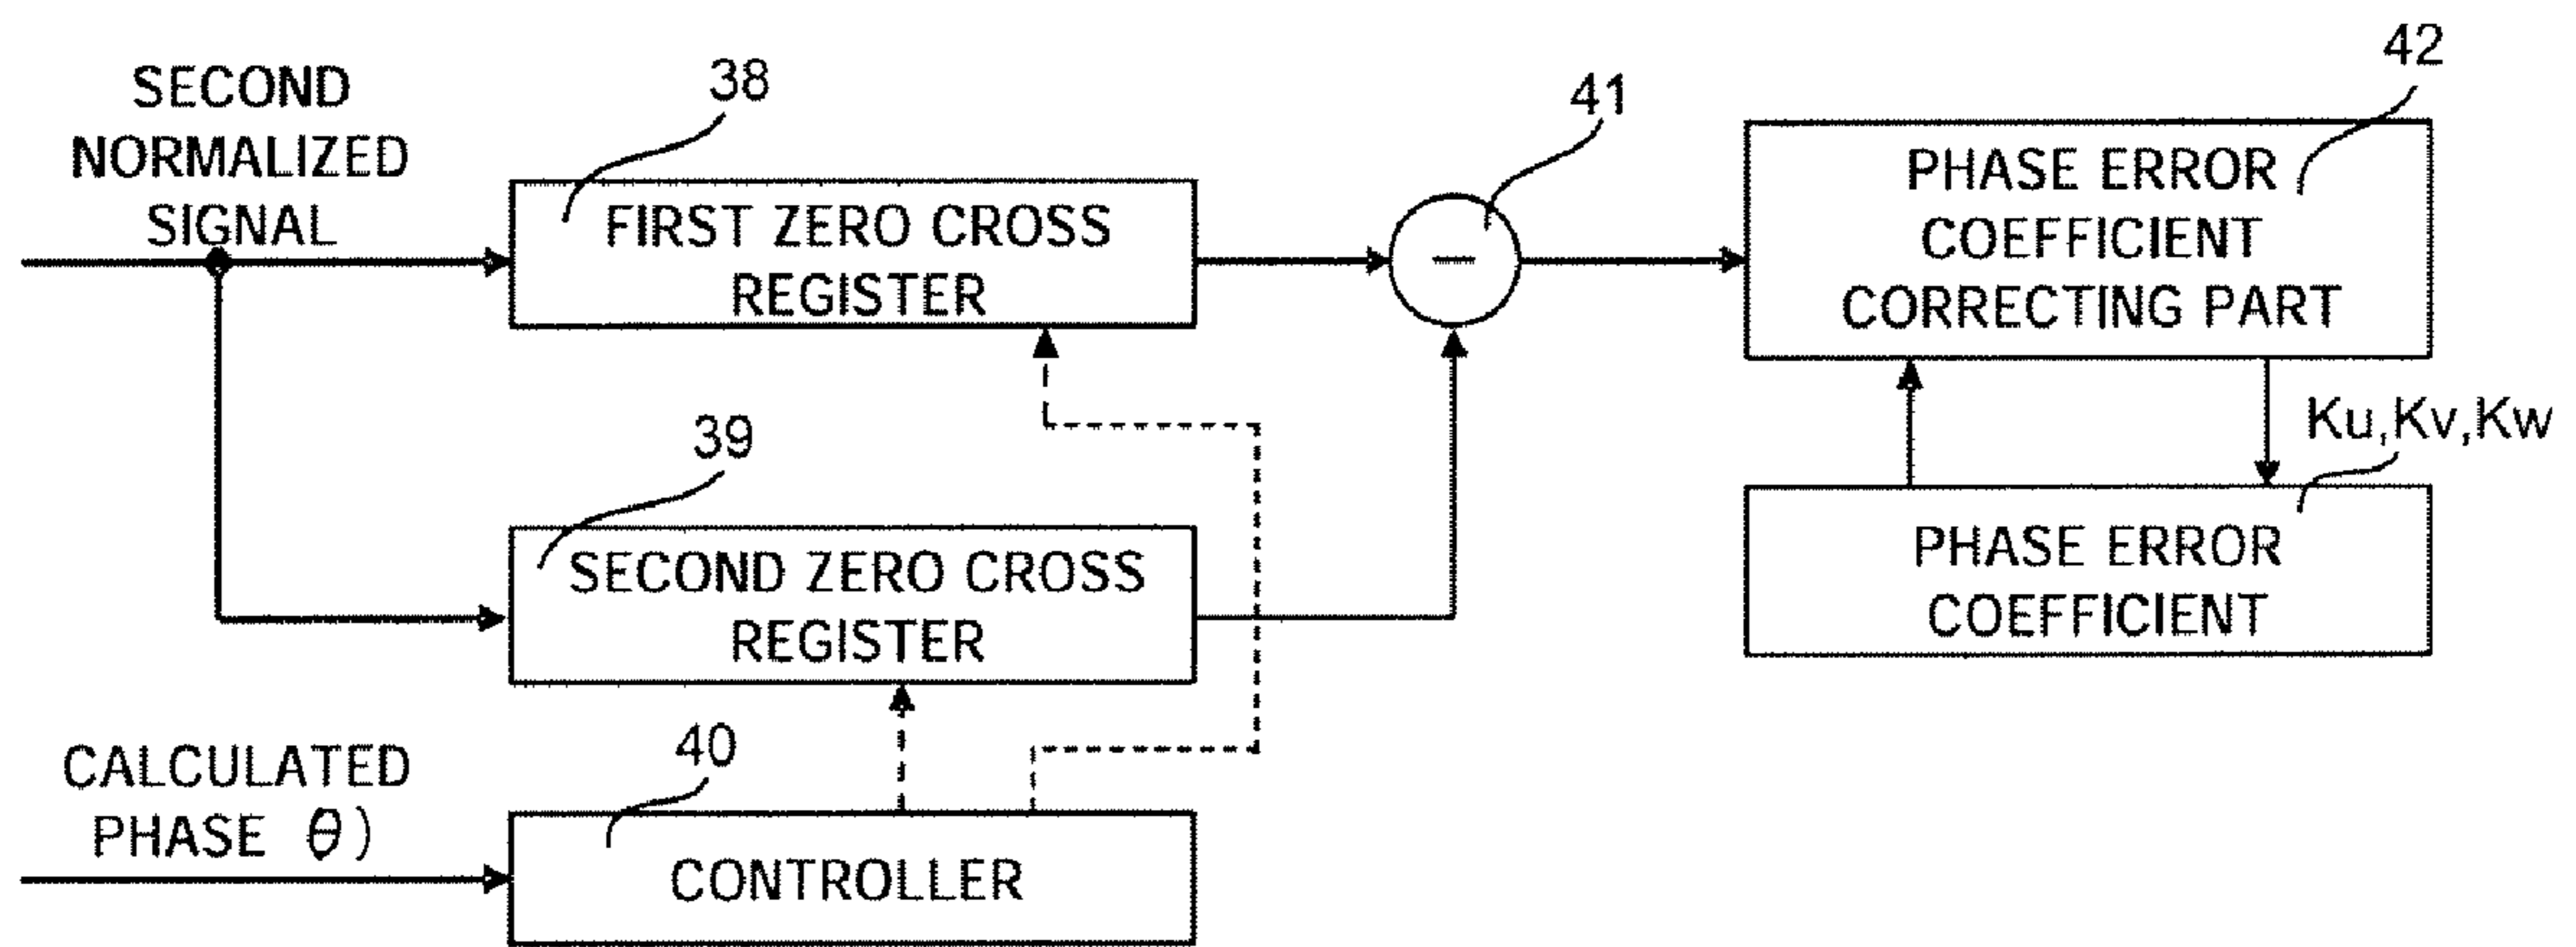 SECOND
NORMALIZED
SIGNAL
38
FIRST ZERO CROSS
REGISTER
41
42
PHASE ERROR
COEFFICIENT
CORRECTING PART
39
SECOND ZERO CROSS
REGISTER
Ku,Kv,Kw
PHASE ERROR
COEFFICIENT
CALCULATED
PHASE θ)
40
CONTROLLER